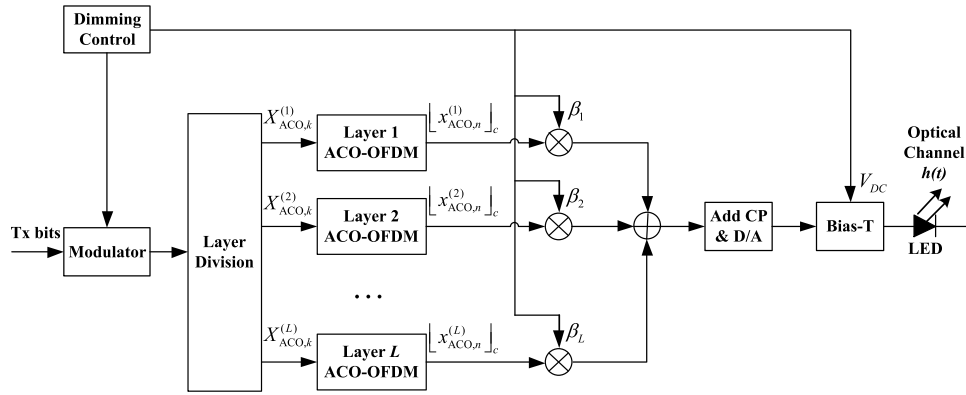 Dimming
Control
Tx bits
Modulator
Layer
Division
X_{ACO,k}^{(1)}
Layer 1
ACO-OFDM
⌊x_{ACO,n}^{(1)}⌋_c
β_1
X_{ACO,k}^{(2)}
Layer 2
ACO-OFDM
⌊x_{ACO,n}^{(2)}⌋_c
β_2
...
X_{ACO,k}^{(L)}
Layer L
ACO-OFDM
⌊x_{ACO,n}^{(L)}⌋_c
β_L
Add CP
& D/A
V_{DC}
Bias-T
Optical
Channel
h(t)
LED